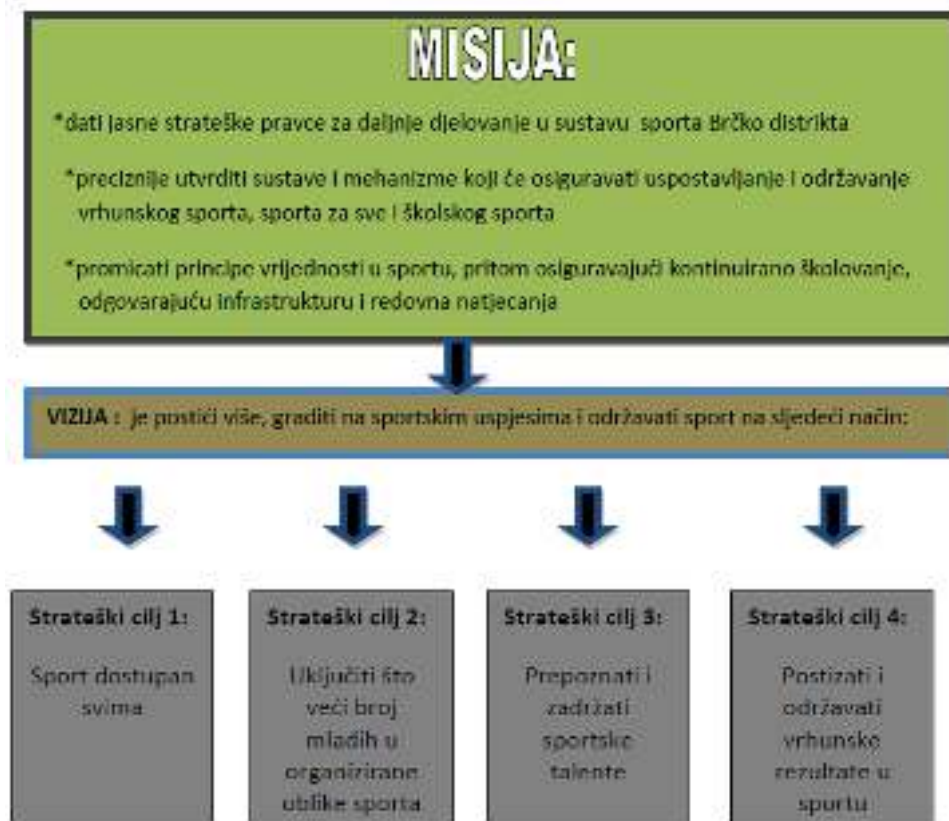 MISIJA:
*dati jasne strateške pravce za daljnje djelovanje u sustavu sporta Brčko distrikta
*preciznije utvrditi sustave i mehanizme koji će osiguravati uspostavljanje i održavanje
vrhunskog sporta, sporta za sve i školskog sporta
*promicati principe vrijednosti u sportu, pritom osiguravajući kontinuirano školovanje,
odgovarajuću infrastrukturu i redovna natjecanja
VIZIJA : je postići više, graditi na sportskim uspjesima i održavati sport na sljedeći način:
Strateški cilj 1:
Sport dostupan
svima
Strateški cilj 2:
Uključiti što
veći broj
mladih u
organizirane
oblike sporta
Strateški cilj 3:
Prepoznati i
zadržati
sportske
talente
Strateški cilj 4:
Postizati i
održavati
vrhunske
rezultate u
sportu